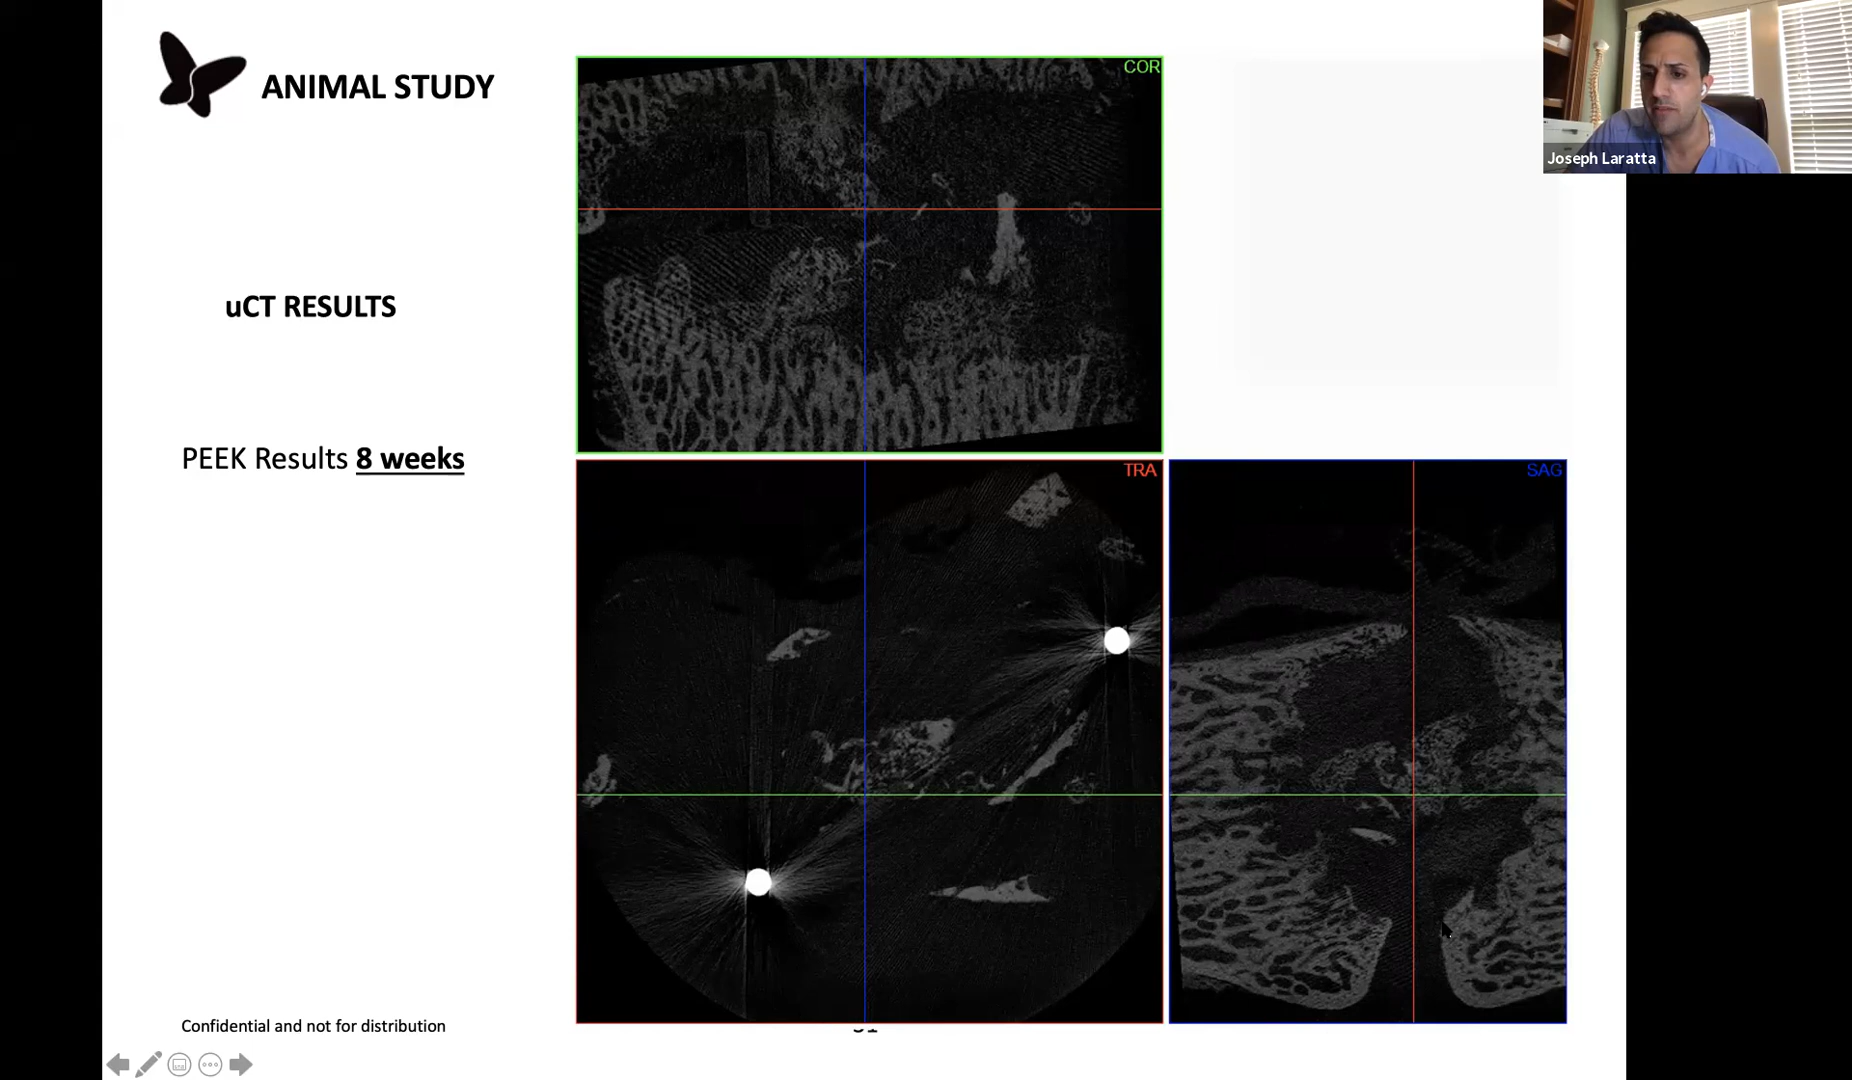 ANIMAL STUDY
COR
Joseph Laratta
uCT RESULTS
PEEK Results 8 weeks
TRA
SAG
Confidential and not for distribution